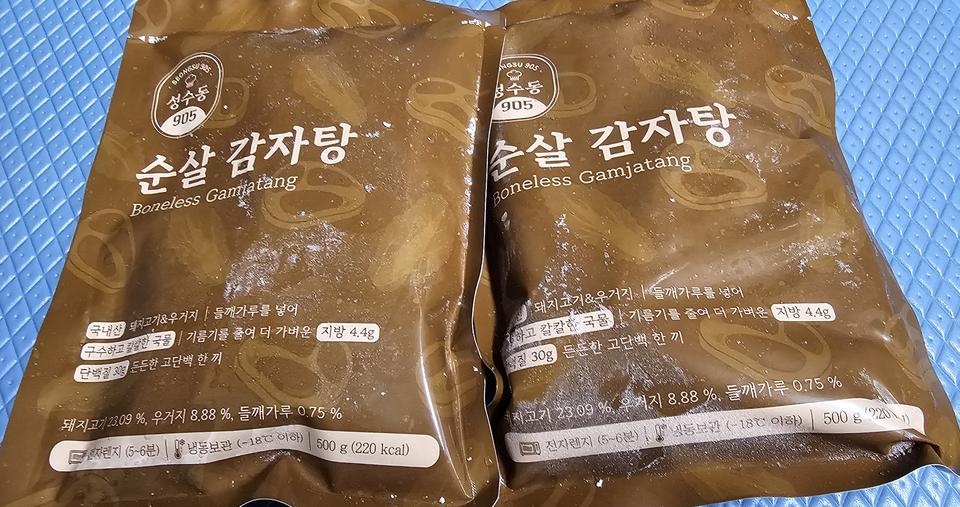 SEONGSU 905
성수동
905
순살 감자탕
Boneless Gamjatang
국내산 돼지고기&우거지 | 들깨가루를 넣어
구수하고 칼칼한 국물 | 기름기를 줄여 더 가벼운 지방 4.4g
단백질 30g 든든한 고단백 한 끼
돼지고기 23.09 %, 우거지 8.88 %, 들깨가루 0.75 %
전자렌지 (5~6분) | 냉동보관 (-18℃ 이하) | 500 g (220 kcal)
성수동
905
순살 감자탕
Boneless Gamjatang
돼지고기&우거지 | 들깨가루를 넣어
칼칼한 국물 | 기름기를 줄여 더 가벼운 지방 4.4g
30g 든든한 고단백 한 끼
23.09 %, 우거지 8.88 %, 들깨가루 0.75 %
전자렌지 (5~6분) | 냉동보관 (-18℃ 이하) | 500 g